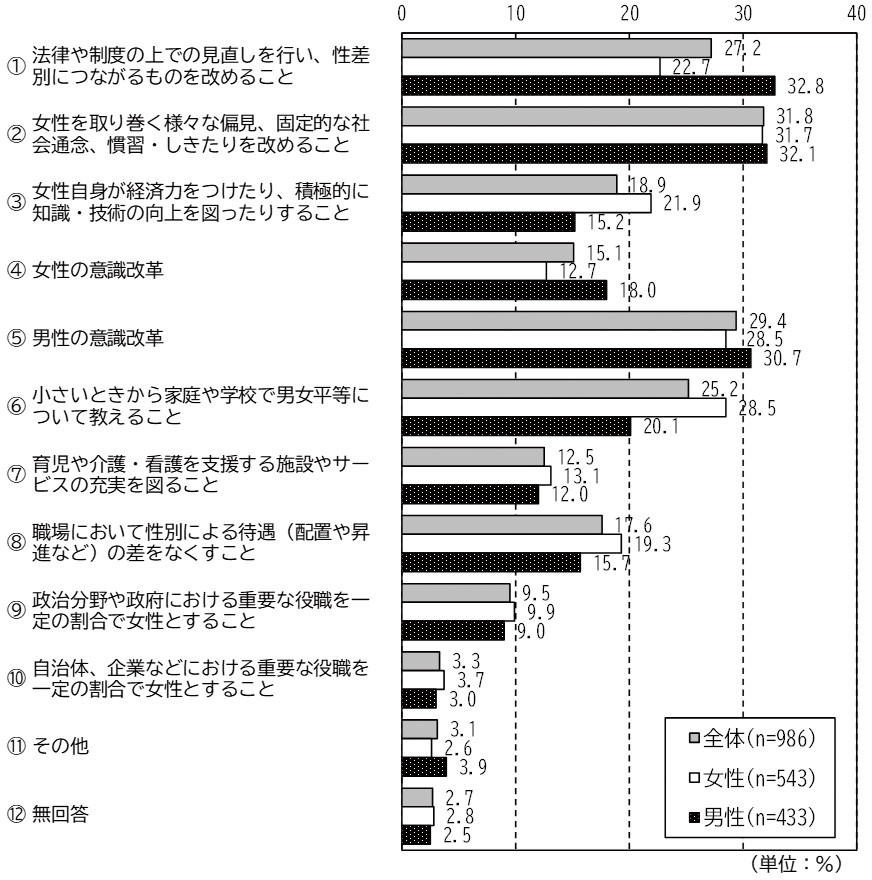 0 10 20 30 40
① 法律や制度の上での見直しを行い、性差
別につながるものを改めること
27.2
22.7
32.8
② 女性を取り巻く様々な偏見、固定的な社
会通念、慣習・しきたりを改めること
31.8
31.7
32.1
③ 女性自身が経済力をつけたり、積極的に
知識・技術の向上を図ったりすること
18.9
21.9
15.2
④ 女性の意識改革
15.1
12.7
18.0
⑤ 男性の意識改革
29.4
28.5
30.7
⑥ 小さいときから家庭や学校で男女平等に
ついて教えること
25.2
28.5
20.1
⑦ 育児や介護・看護を支援する施設やサー
ビスの充実を図ること
12.5
13.1
12.0
⑧ 職場において性別による待遇（配置や昇
進など）の差をなくすこと
17.6
19.3
15.7
⑨ 政治分野や政府における重要な役職を一
定の割合で女性とすること
9.5
9.9
9.0
⑩ 自治体、企業などにおける重要な役職を
一定の割合で女性とすること
3.3
3.7
3.0
⑪ その他
3.1
2.6
3.9
⑫ 無回答
2.7
2.8
2.5
全体(n=986)
女性(n=543)
男性(n=433)
（単位：％）